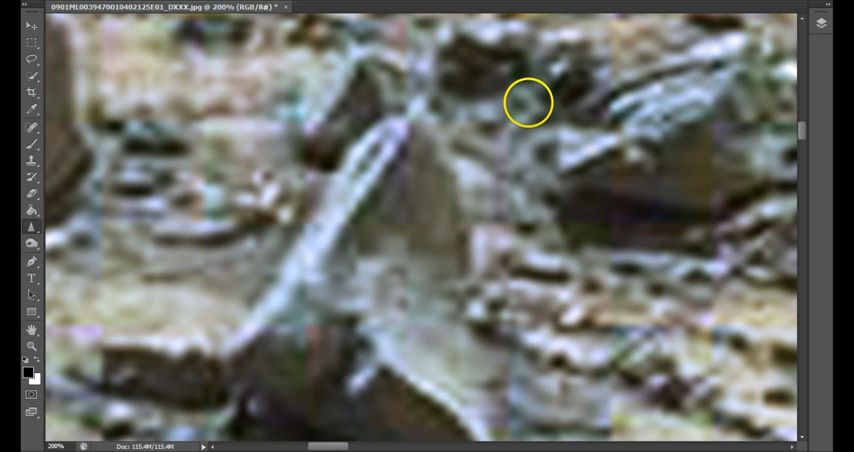 0901ML0039470010402125E01_DXXX.jpg @ 200% (RGB/8#) * ×
200%
Doc: 115.4M/115.4M